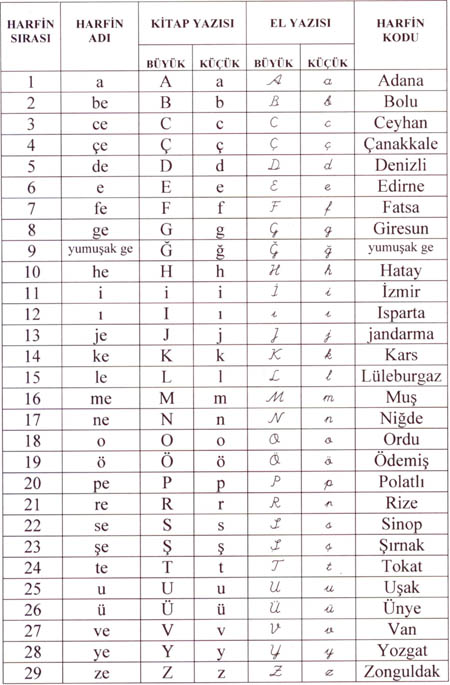 HARFİN SIRASI HARFİN ADI KİTAP YAZISI EL YAZISI HARFİN KODU
BÜYÜK KÜÇÜK BÜYÜK KÜÇÜK
1 a A a A a Adana
2 be B b B b Bolu
3 ce C c C c Ceyhan
4 çe Ç ç Ç ç Çanakkale
5 de D d D d Denizli
6 e E e E e Edirne
7 fe F f F f Fatsa
8 ge G g G g Giresun
9 yumuşak ge Ğ ğ Ğ ğ yumuşak ge
10 he H h H h Hatay
11 i i i İ i İzmir
12 ı I ı ı ı Isparta
13 je J j J j jandarma
14 ke K k K k Kars
15 le L l L l Lüleburgaz
16 me M m M m Muş
17 ne N n N n Niğde
18 o O o O o Ordu
19 ö Ö ö Ö ö Ödemiş
20 pe P p P p Polatlı
21 re R r R r Rize
22 se S s S s Sinop
23 şe Ş ş Ş ş Şırnak
24 te T t T t Tokat
25 u U u U u Uşak
26 ü Ü ü Ü ü Ünye
27 ve V v V v Van
28 ye Y y Y y Yozgat
29 ze Z z Z z Zonguldak